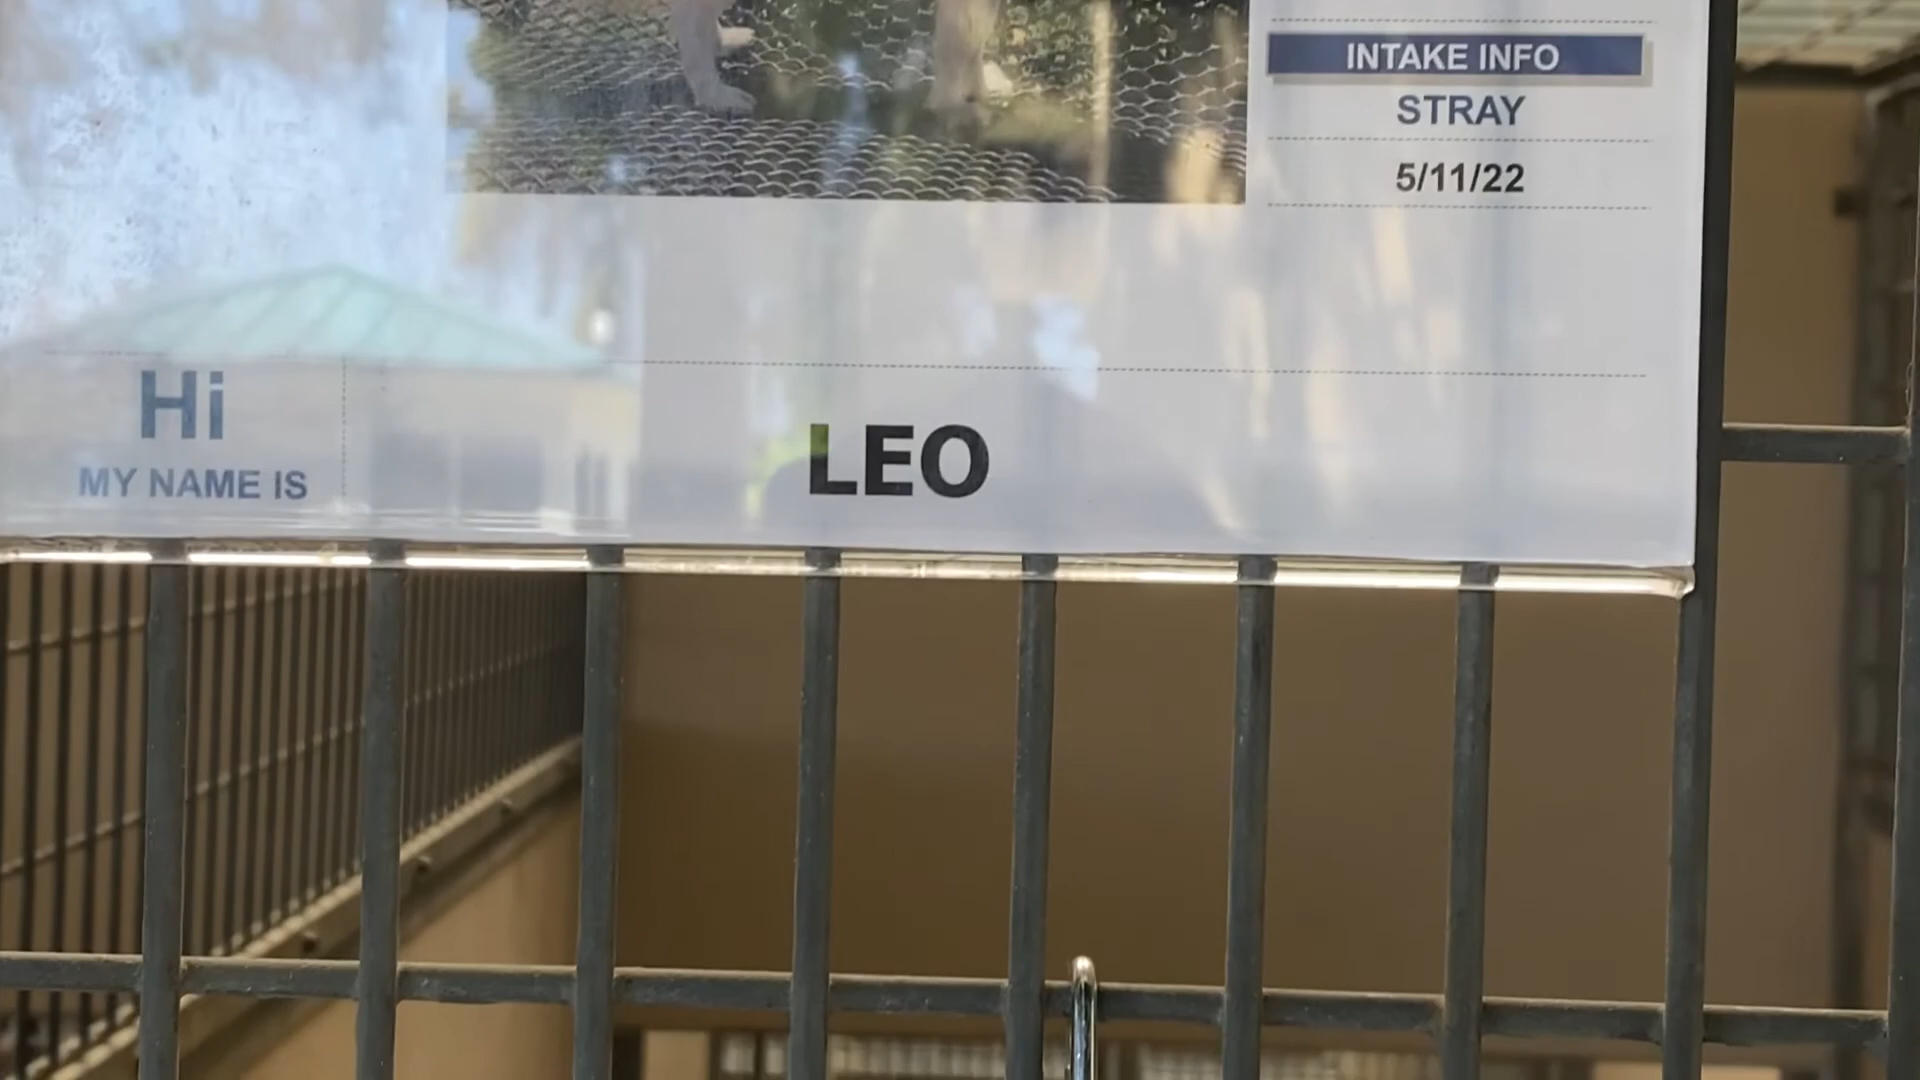 INTAKE INFO
STRAY
5/11/22
Hi
MY NAME IS
LEO